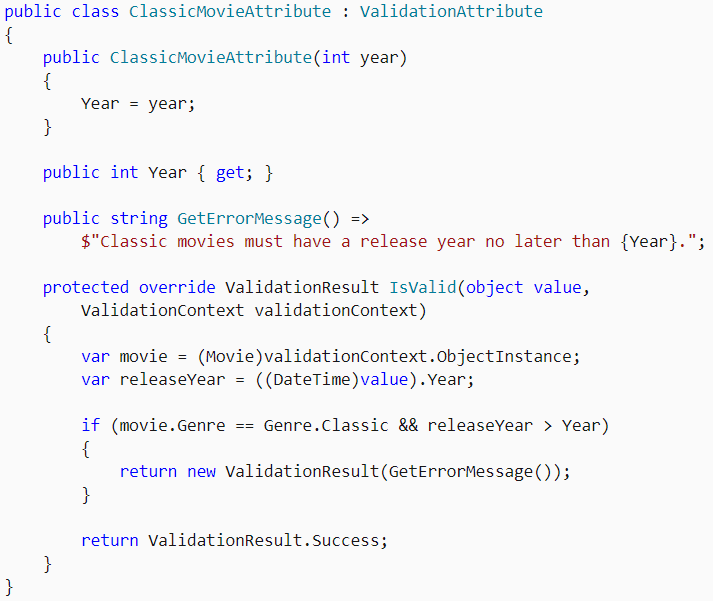 public class ClassicMovieAttribute : ValidationAttribute
{
    public ClassicMovieAttribute(int year)
    {
        Year = year;
    }

    public int Year { get; }

    public string GetErrorMessage() =>
        $"Classic movies must have a release year no later than {Year}.";

    protected override ValidationResult IsValid(object value,
        ValidationContext validationContext)
    {
        var movie = (Movie)validationContext.ObjectInstance;
        var releaseYear = ((DateTime)value).Year;

        if (movie.Genre == Genre.Classic && releaseYear > Year)
        {
            return new ValidationResult(GetErrorMessage());
        }

        return ValidationResult.Success;
    }
}